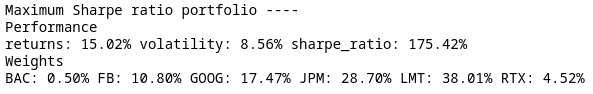 Maximum Sharpe ratio portfolio ----
Performance
returns: 15.02% volatility: 8.56% sharpe_ratio: 175.42%
Weights
BAC: 0.50% FB: 10.80% GOOG: 17.47% JPM: 28.70% LMT: 38.01% RTX: 4.52%